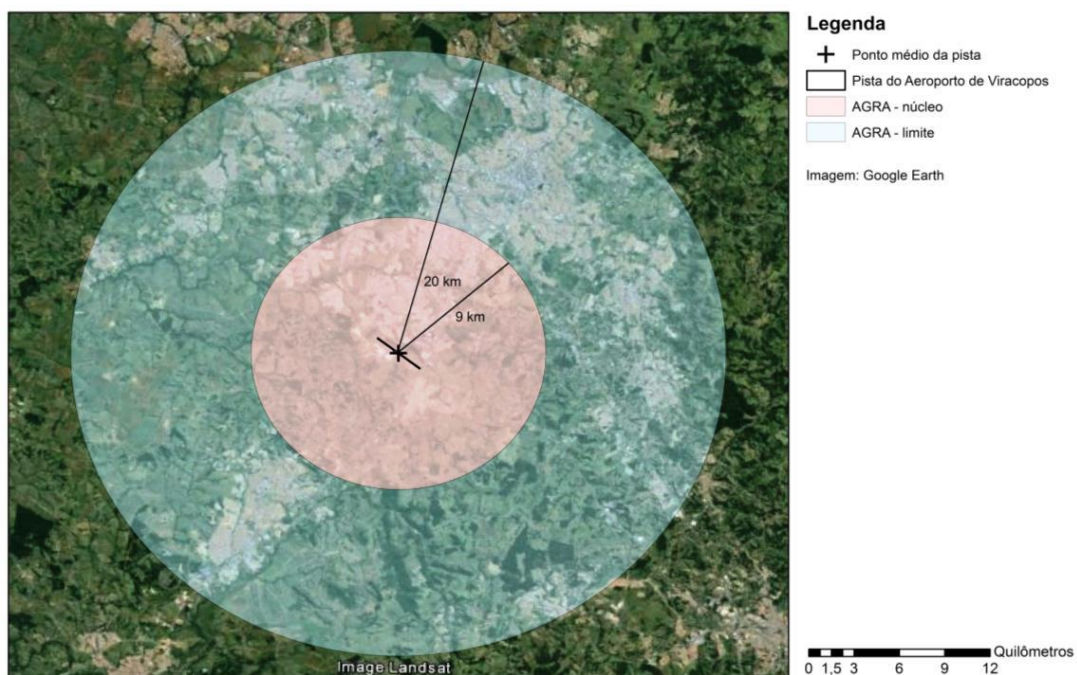 Legenda
Ponto médio da pista
Pista do Aeroporto de Viracopos
AGRA - núcleo
AGRA - limite
Imagem: Google Earth
20 km
9 km
Image Landsat
Quilômetros
0 1,5 3 6 9 12